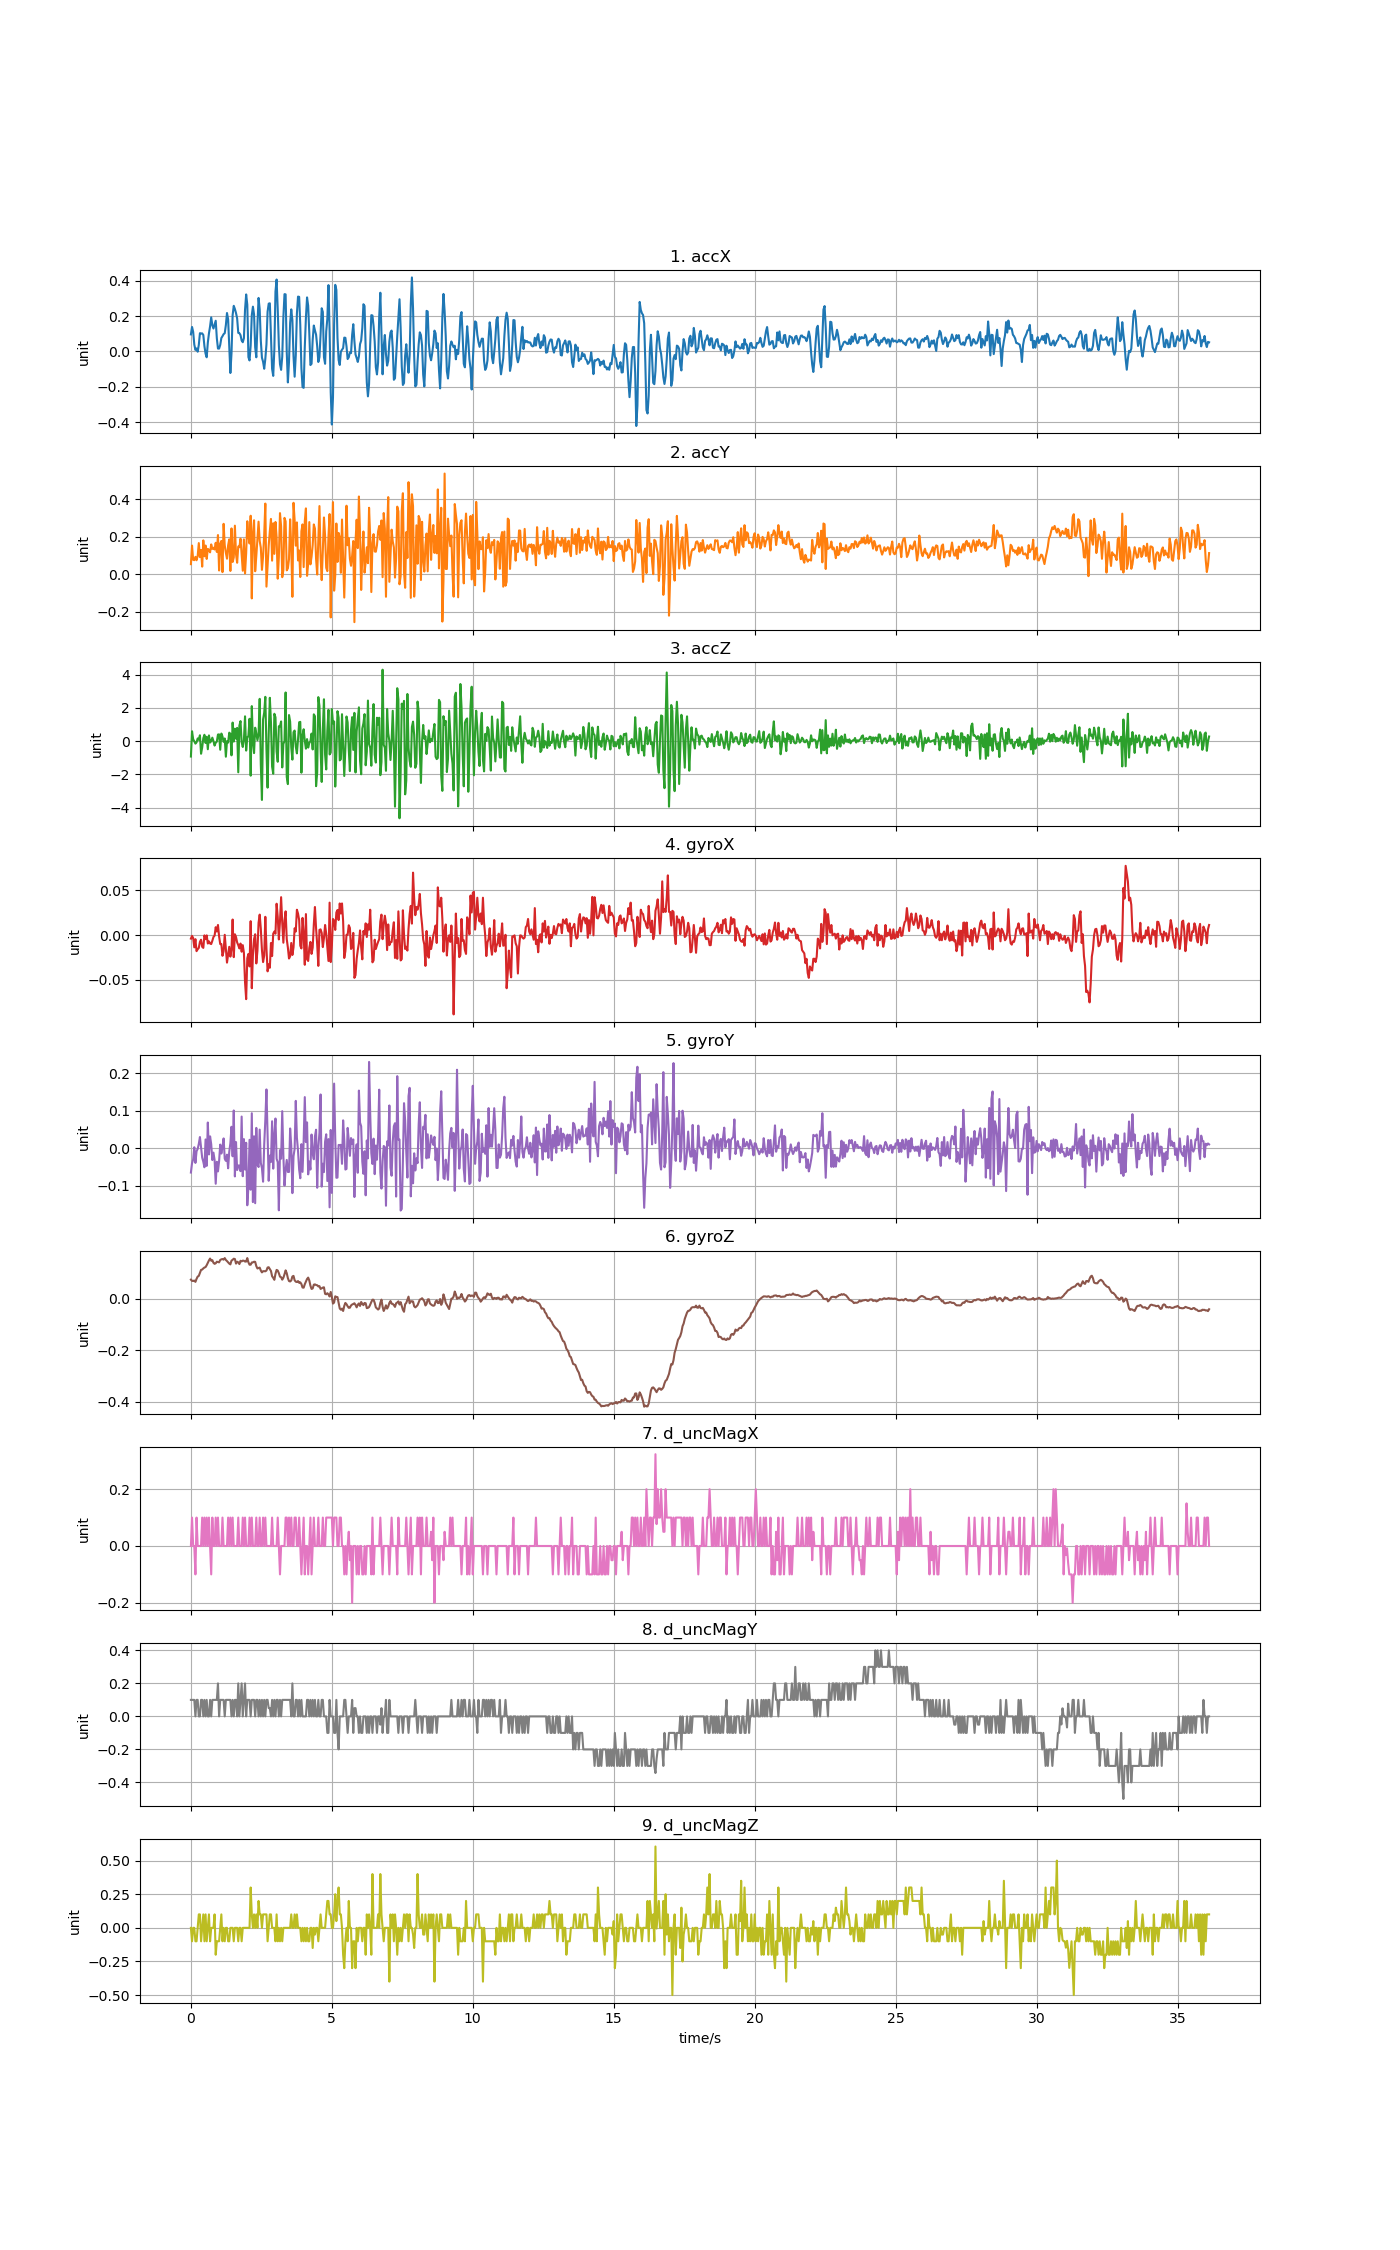 1. accX
0.4
0.2
0.0
−0.2
−0.4
unit
2. accY
0.4
0.2
0.0
−0.2
unit
3. accZ
4
2
0
−2
−4
unit
4. gyroX
0.05
0.00
−0.05
unit
5. gyroY
0.2
0.1
0.0
−0.1
unit
6. gyroZ
0.0
−0.2
−0.4
unit
7. d_uncMagX
0.2
0.0
−0.2
unit
8. d_uncMagY
0.4
0.2
0.0
−0.2
−0.4
unit
9. d_uncMagZ
0.50
0.25
0.00
−0.25
−0.50
unit
0 5 10 15 20 25 30 35
time/s